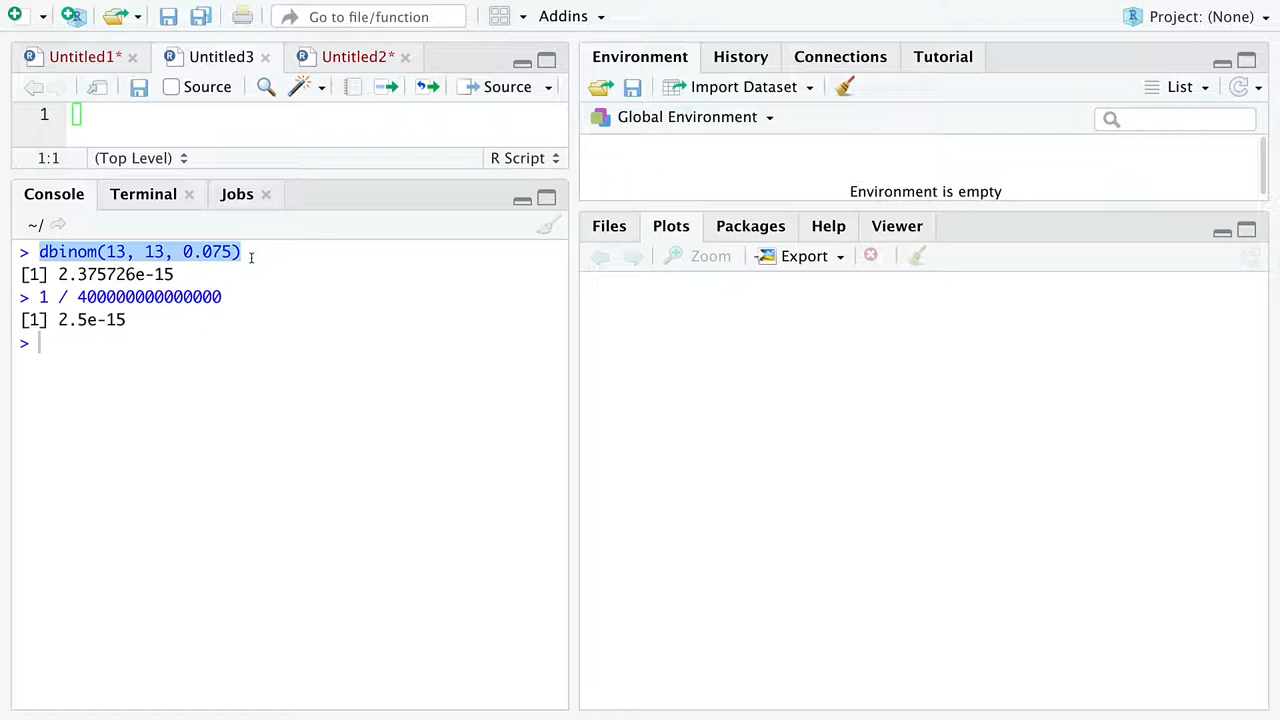 Go to file/function
Addins
Project: (None)
Untitled1*
Untitled3
Untitled2*
Source
Source
1
1:1
(Top Level)
R Script
Console
Terminal
Jobs
~/
> dbinom(13, 13, 0.075)
[1] 2.375726e-15
> 1 / 400000000000000
[1] 2.5e-15
>
Environment
History
Connections
Tutorial
Import Dataset
List
Global Environment
Environment is empty
Files
Plots
Packages
Help
Viewer
Zoom
Export